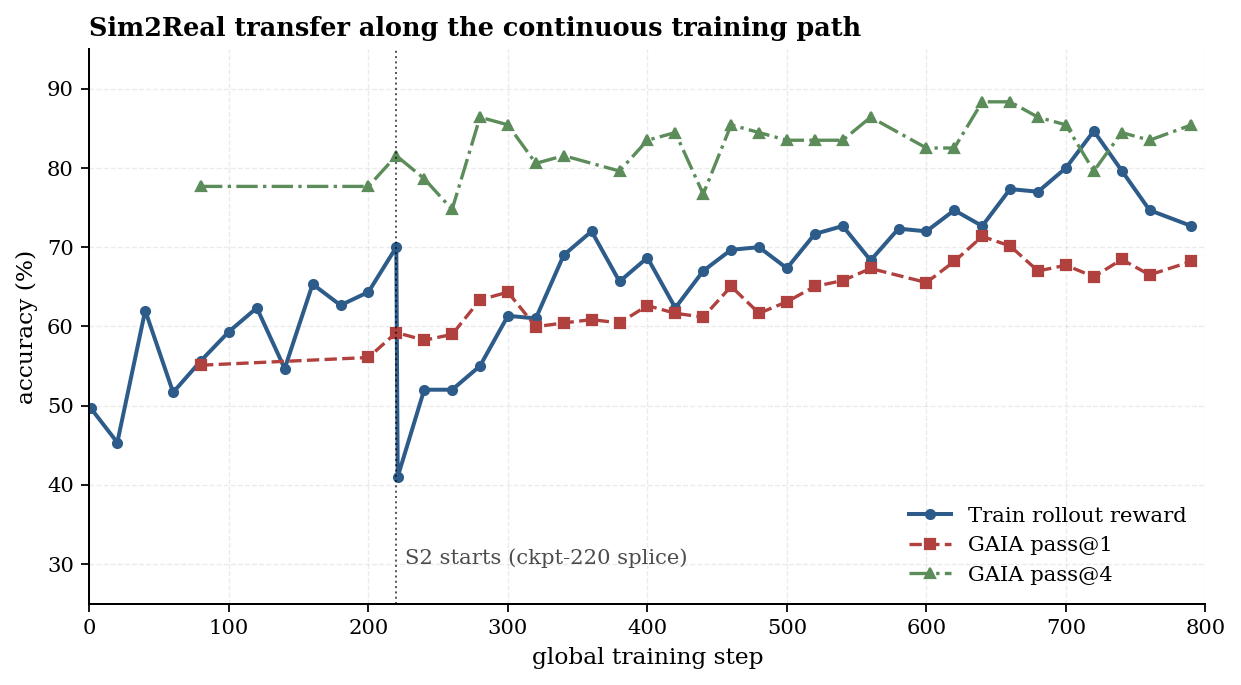 Sim2Real transfer along the continuous training path
accuracy (%)
90
80
70
60
50
40
30
S2 starts (ckpt-220 splice)
Train rollout reward
GAIA pass@1
GAIA pass@4
0 100 200 300 400 500 600 700 800
global training step